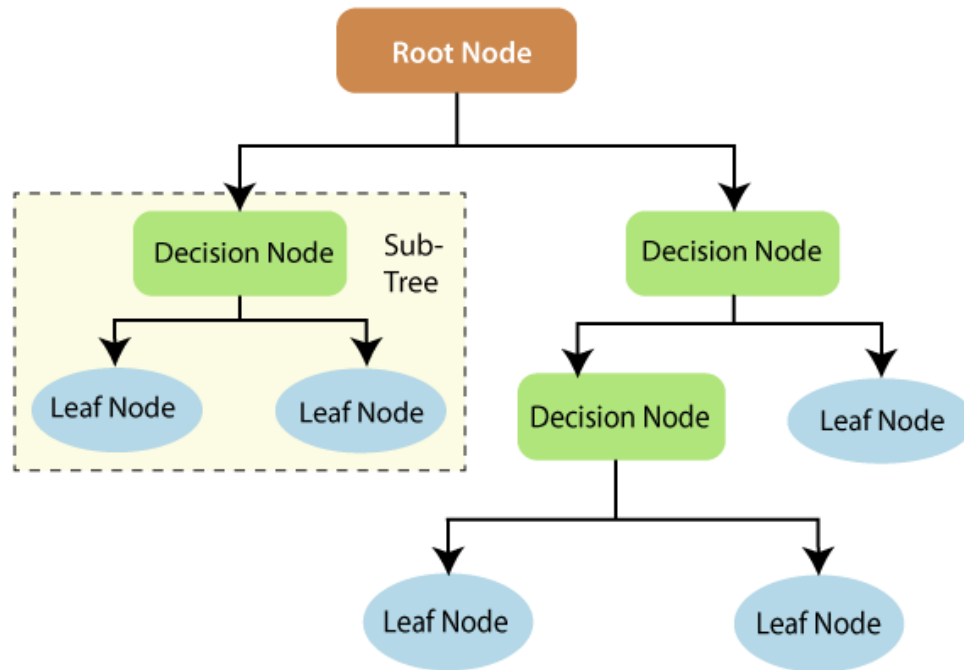 Root Node
Decision Node
Sub-
Tree
Decision Node
Leaf Node
Leaf Node
Decision Node
Leaf Node
Leaf Node
Leaf Node